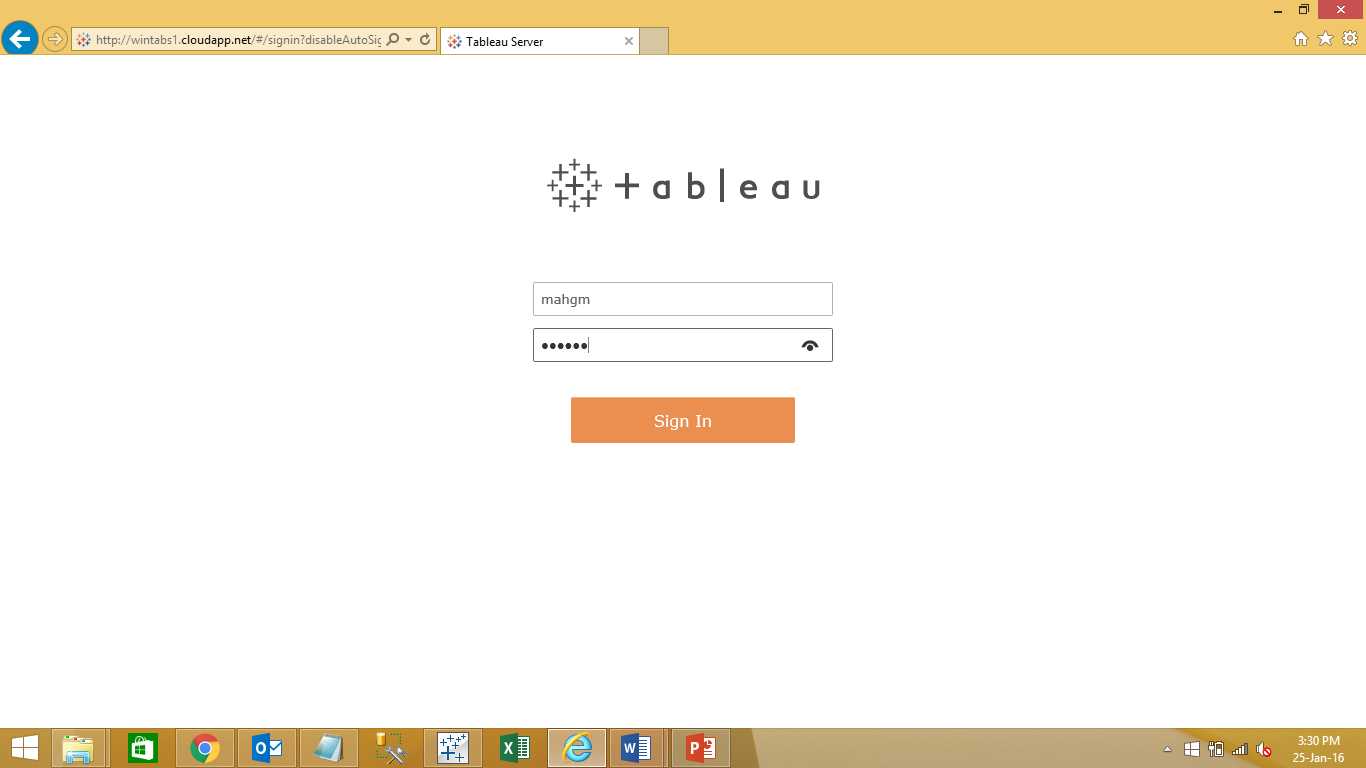 http://wintabs1.cloudapp.net/#/signin?disableAutoSig
Tableau Server
tableau
mahgm
••••••
Sign In
3:30 PM
25-Jan-16